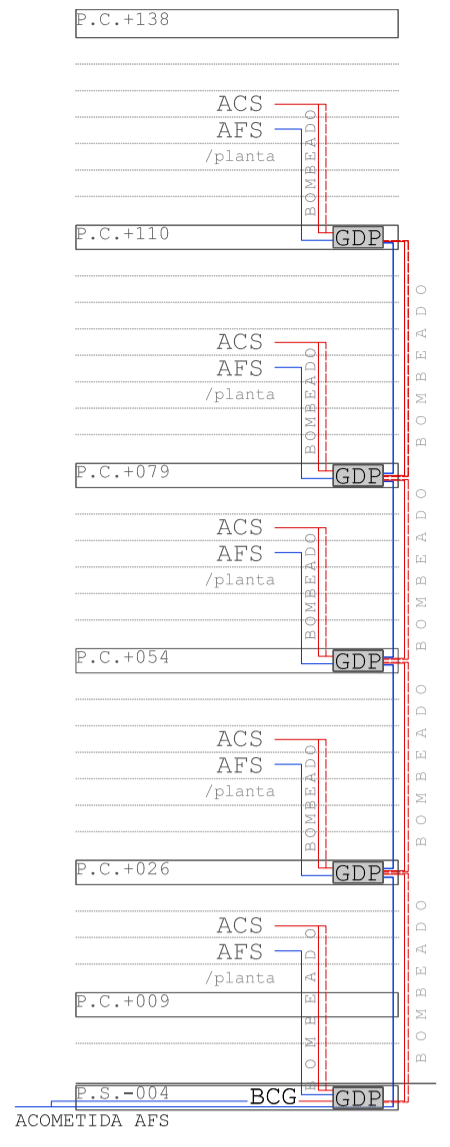 P.C.+138
ACS
AFS
/planta
BOMBEADO
P.C.+110
GDP
BOMBEADO
ACS
AFS
/planta
BOMBEADO
P.C.+079
GDP
BOMBEADO
ACS
AFS
/planta
BOMBEADO
P.C.+054
GDP
BOMBEADO
ACS
AFS
/planta
BOMBEADO
P.C.+026
GDP
BOMBEADO
ACS
AFS
/planta
BOMBEADO
P.C.+009
P.S.-004
BCG
GDP
ACOMETIDA AFS